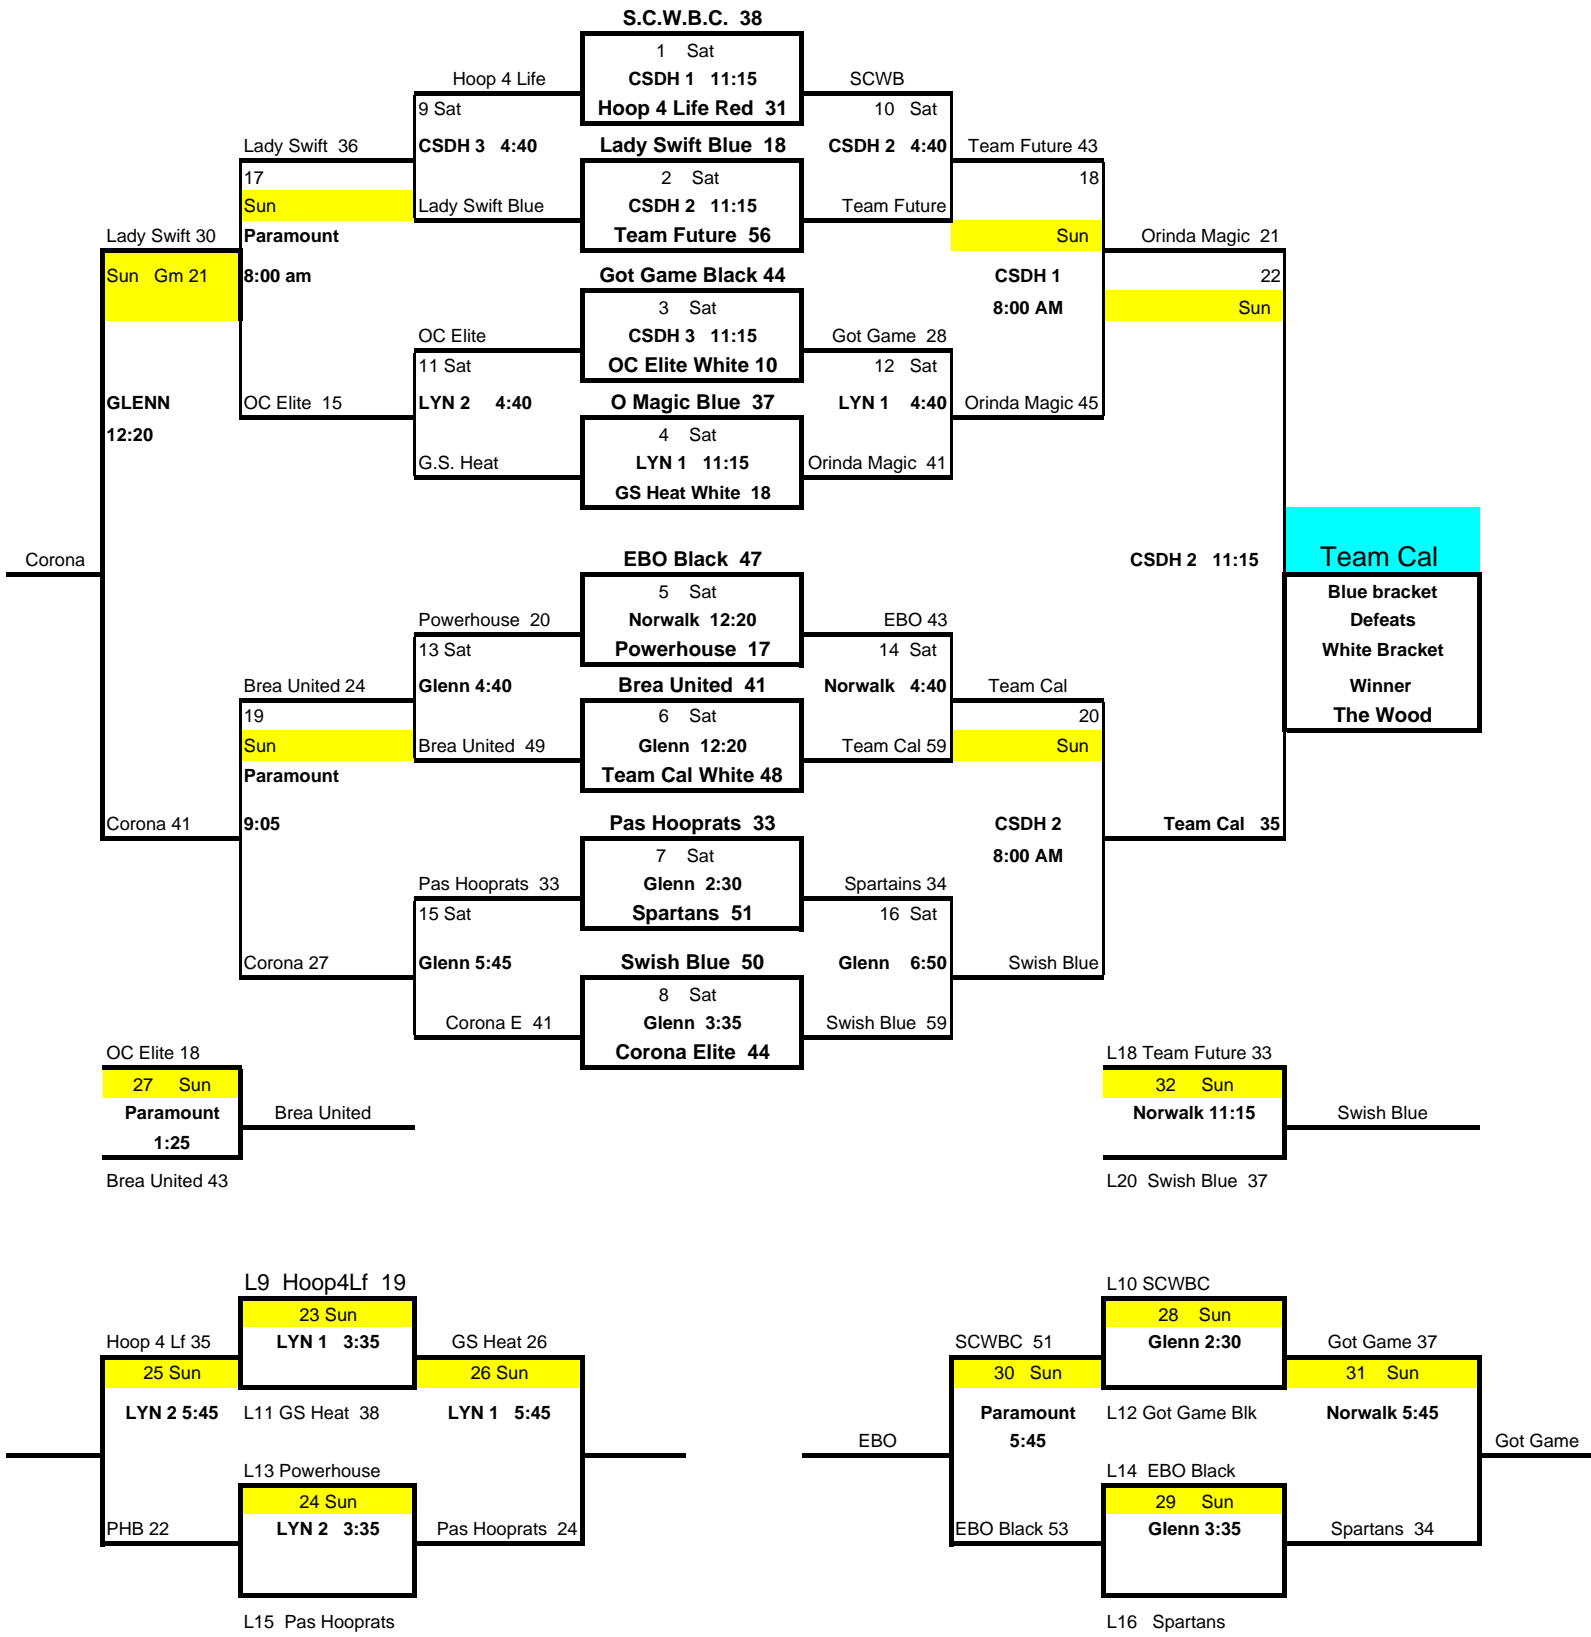 S.C.W.B.C. 38
1 Sat
Hoop 4 Life CSDH 1 11:15 SCWB
9 Sat Hoop 4 Life Red 31 10 Sat
Lady Swift 36 CSDH 3 4:40 Lady Swift Blue 18 CSDH 2 4:40 Team Future 43
17 2 Sat 18
Sun Lady Swift Blue CSDH 2 11:15 Team Future
Lady Swift 30 Paramount Team Future 56 Sun Orinda Magic 21
Sun Gm 21 8:00 am Got Game Black 44 CSDH 1 22
3 Sat 8:00 AM Sun
OC Elite CSDH 3 11:15 Got Game 28
11 Sat OC Elite White 10 12 Sat
GLENN OC Elite 15 LYN 2 4:40 O Magic Blue 37 LYN 1 4:40 Orinda Magic 45
12:20 4 Sat
G.S. Heat LYN 1 11:15 Orinda Magic 41
GS Heat White 18
Corona EBO Black 47 CSDH 2 11:15 Team Cal
5 Sat Blue bracket
Powerhouse 20 Norwalk 12:20 EBO 43 Defeats
13 Sat Powerhouse 17 14 Sat White Bracket
Brea United 24 Glenn 4:40 Brea United 41 Norwalk 4:40 Team Cal Winner
19 6 Sat 20 The Wood
Sun Brea United 49 Glenn 12:20 Team Cal 59 Sun
Paramount Team Cal White 48
Corona 41 9:05 Pas Hooprats 33 CSDH 2 Team Cal 35
7 Sat 8:00 AM
Pas Hooprats 33 Glenn 2:30 Spartains 34
15 Sat Spartans 51 16 Sat
Corona 27 Glenn 5:45 Swish Blue 50 Glenn 6:50 Swish Blue
8 Sat
Corona E 41 Glenn 3:35 Swish Blue 59
OC Elite 18 Corona Elite 44 L18 Team Future 33
27 Sun 32 Sun
Paramount Brea United Norwalk 11:15 Swish Blue
1:25
Brea United 43 L20 Swish Blue 37
L9 Hoop4Lf 19 L10 SCWBC
23 Sun 28 Sun
Hoop 4 Lf 35 LYN 1 3:35 GS Heat 26 SCWBC 51 Glenn 2:30 Got Game 37
25 Sun 26 Sun 30 Sun 31 Sun
LYN 2 5:45 L11 GS Heat 38 LYN 1 5:45 Paramount L12 Got Game Blk Norwalk 5:45
EBO 5:45 Got Game
L13 Powerhouse L14 EBO Black
24 Sun 29 Sun
PHB 22 LYN 2 3:35 Pas Hooprats 24 EBO Black 53 Glenn 3:35 Spartans 34
L15 Pas Hooprats L16 Spartans